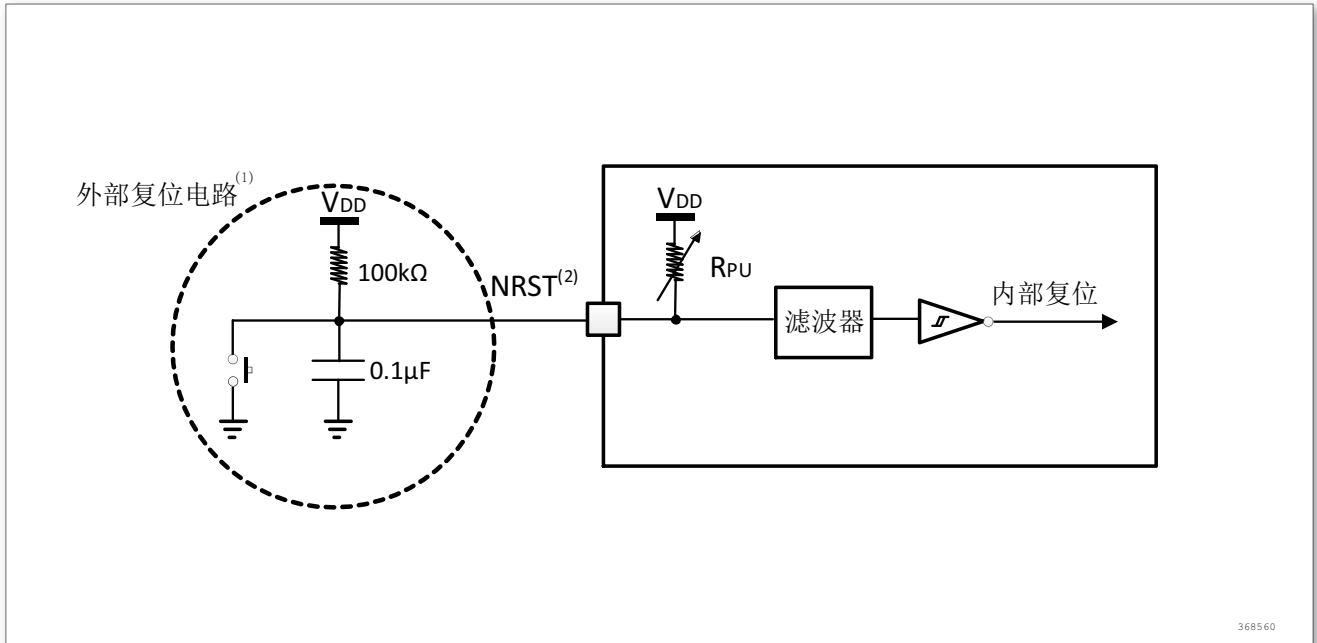 外部复位电路(1)
VDD
100kΩ
0.1μF
NRST(2)
VDD
RPU
滤波器
内部复位
368560